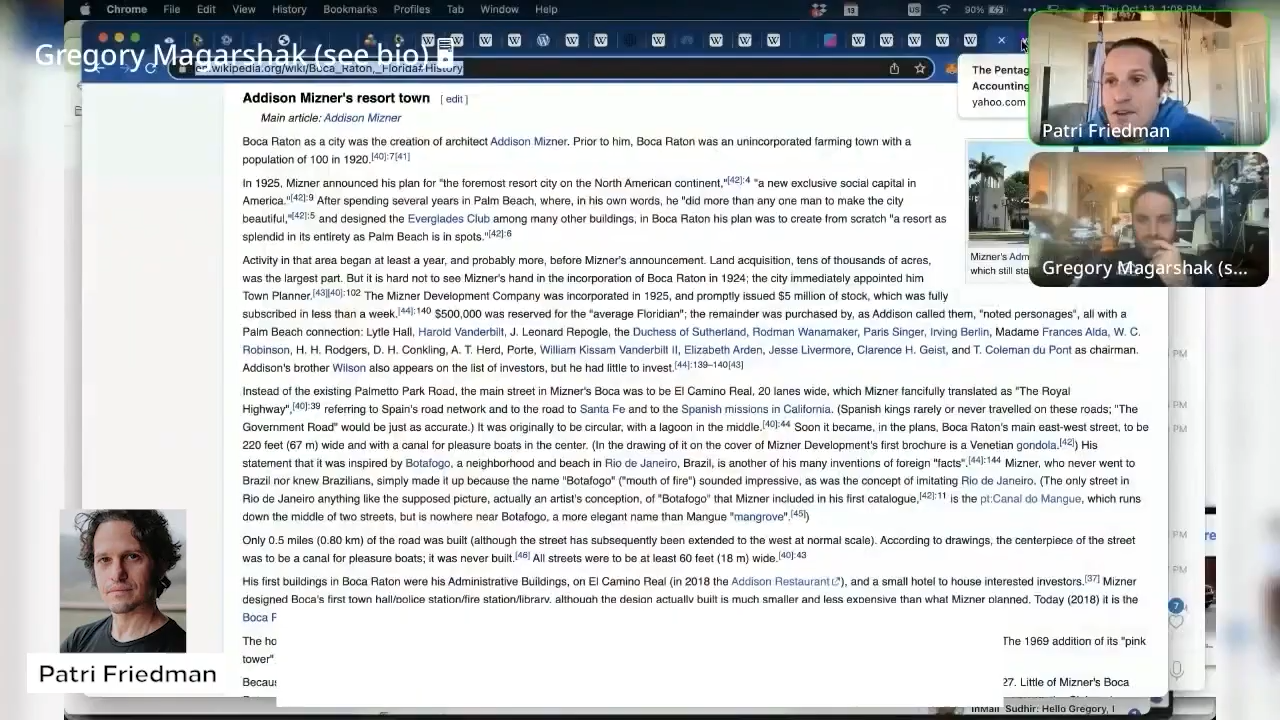 Chrome File Edit View History Bookmarks Profiles Tab Window Help
13 US 90% Thu Oct 13 1:08 PM
Gregory Magarshak (see bio)
en.wikipedia.org/wiki/Boca_Raton,_Florida#History
The Pentag
Accounting
yahoo.com
Patri Friedman
Gregory Magarshak (s...
Addison Mizner's resort town [ edit ]
Main article: Addison Mizner
Boca Raton as a city was the creation of architect Addison Mizner. Prior to him, Boca Raton was an unincorporated farming town with a
population of 100 in 1920.[40]:7[41]
In 1925, Mizner announced his plan for "the foremost resort city on the North American continent,"[42]:4 "a new exclusive social capital in
America."[42]:9 After spending several years in Palm Beach, where, in his own words, he "did more than any one man to make the city
beautiful,"[42]:5 and designed the Everglades Club among many other buildings, in Boca Raton his plan was to create from scratch "a resort as
splendid in its entirety as Palm Beach is in spots."[42]:6
Mizner's Adm
which still sta
Activity in that area began at least a year, and probably more, before Mizner's announcement. Land acquisition, tens of thousands of acres,
was the largest part. But it is hard not to see Mizner's hand in the incorporation of Boca Raton in 1924; the city immediately appointed him
Town Planner.[43][40]:102 The Mizner Development Company was incorporated in 1925, and promptly issued $5 million of stock, which was fully
subscribed in less than a week.[44]:140 $500,000 was reserved for the "average Floridian"; the remainder was purchased by, as Addison called them, "noted personages", all with a
Palm Beach connection: Lytle Hall, Harold Vanderbilt, J. Leonard Repogle, the Duchess of Sutherland, Rodman Wanamaker, Paris Singer, Irving Berlin, Madame Frances Alda, W. C.
Robinson, H. H. Rodgers, D. H. Conkling, A. T. Herd, Porte, William Kissam Vanderbilt II, Elizabeth Arden, Jesse Livermore, Clarence H. Geist, and T. Coleman du Pont as chairman.
Addison's brother Wilson also appears on the list of investors, but he had little to invest.[44]:139–140[43]
Instead of the existing Palmetto Park Road, the main street in Mizner's Boca was to be El Camino Real, 20 lanes wide, which Mizner fancifully translated as "The Royal
Highway",[40]:39 referring to Spain's road network and to the road to Santa Fe and to the Spanish missions in California. (Spanish kings rarely or never travelled on these roads; "The
Government Road" would be just as accurate.) It was originally to be circular, with a lagoon in the middle.[40]:44 Soon it became, in the plans, Boca Raton's main east-west street, to be
220 feet (67 m) wide and with a canal for pleasure boats in the center. (In the drawing of it on the cover of Mizner Development's first brochure is a Venetian gondola.[42]) His
statement that it was inspired by Botafogo, a neighborhood and beach in Rio de Janeiro, Brazil, is another of his many inventions of foreign "facts".[44]:144 Mizner, who never went to
Brazil nor knew Brazilians, simply made it up because the name "Botafogo" ("mouth of fire") sounded impressive, as was the concept of imitating Rio de Janeiro. (The only street in
Rio de Janeiro anything like the supposed picture, actually an artist's conception, of "Botafogo" that Mizner included in his first catalogue,[42]:11 is the pt:Canal do Mangue, which runs
down the middle of two streets, but is nowhere near Botafogo, a more elegant name than Mangue "mangrove".[45])
Only 0.5 miles (0.80 km) of the road was built (although the street has subsequently been extended to the west at normal scale). According to drawings, the centerpiece of the street
was to be a canal for pleasure boats; it was never built.[46] All streets were to be at least 60 feet (18 m) wide.[40]:43
His first buildings in Boca Raton were his Administrative Buildings, on El Camino Real (in 2018 the Addison Restaurant), and a small hotel to house interested investors.[37] Mizner
designed Boca's first town hall/police station/fire station/library, although the design actually built is much smaller and less expensive than what Mizner planned. Today (2018) it is the
Boca
The ho
The 1969 addition of its "pink
tower"
Becaus
27. Little of Mizner's Boca
PM
PM
PM
PM
PM
re
7
Patri Friedman
InMail Sudhir: Hello Gregory, I